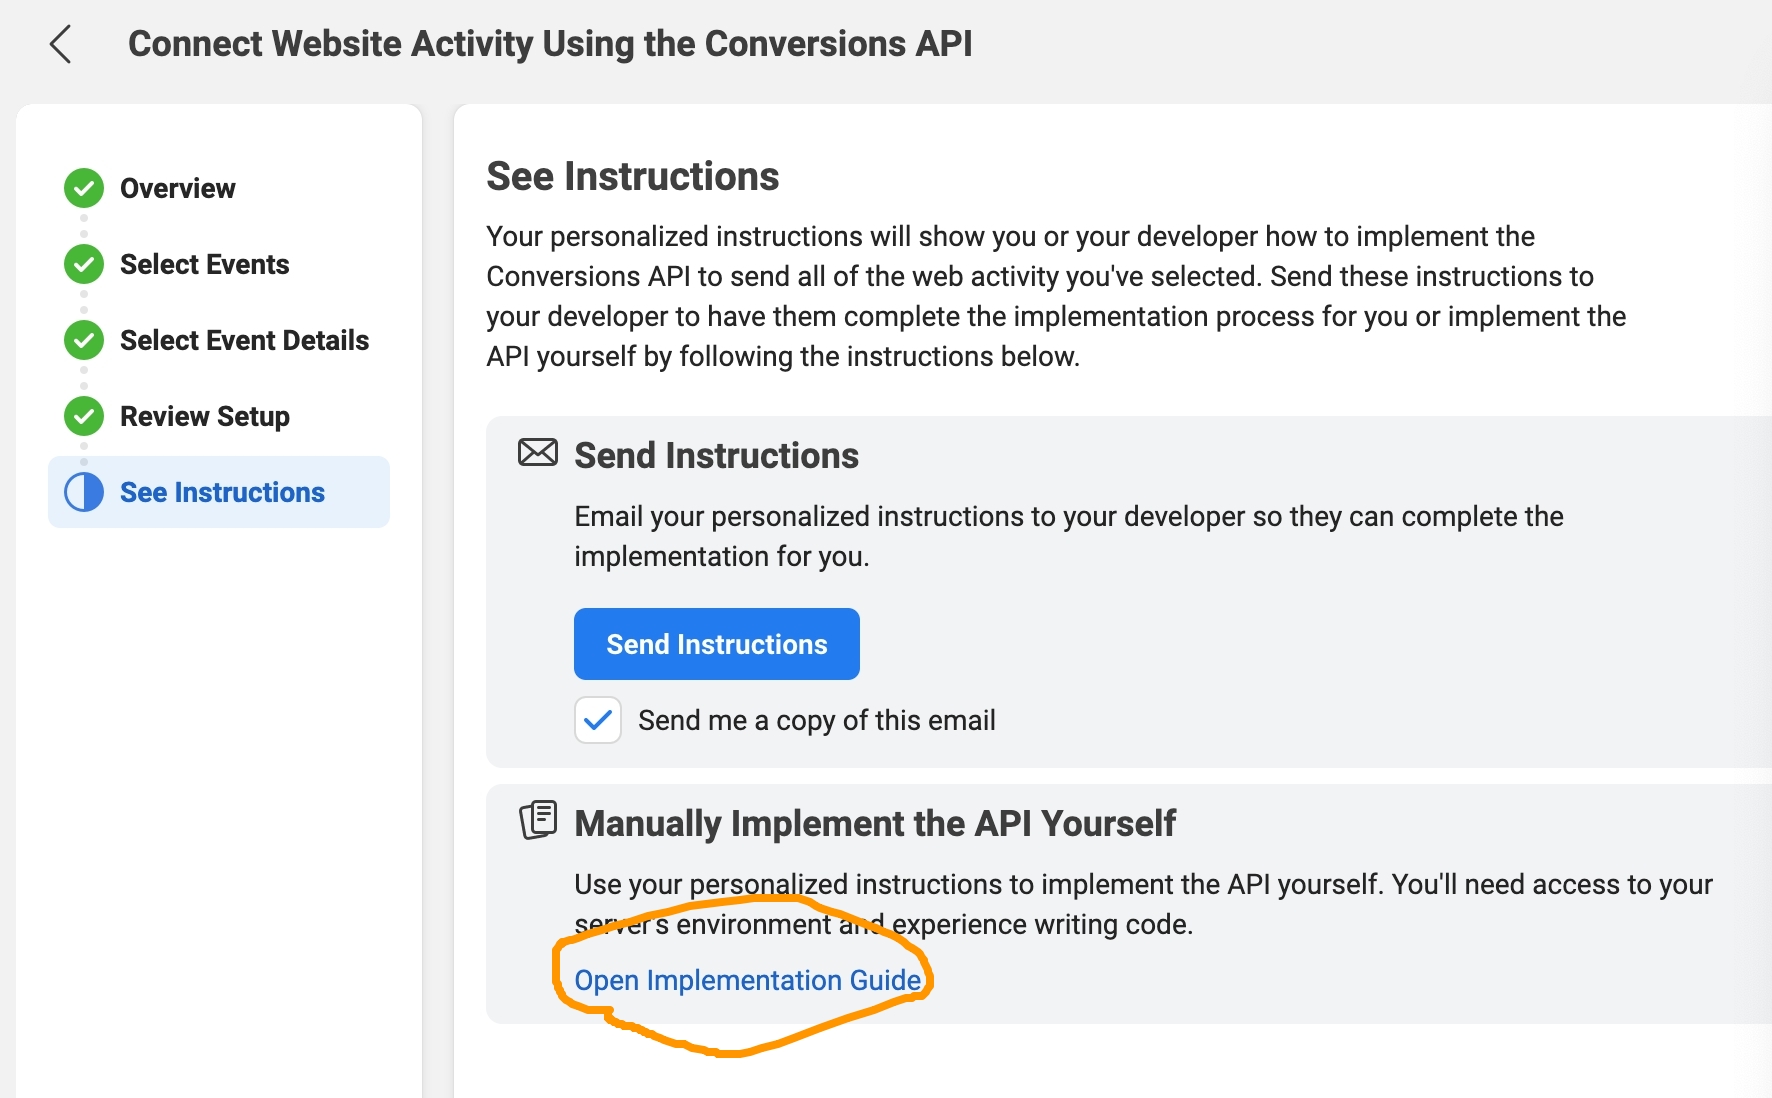 Connect Website Activity Using the Conversions API
Overview
Select Events
Select Event Details
Review Setup
See Instructions
See Instructions
Your personalized instructions will show you or your developer how to implement the
Conversions API to send all of the web activity you've selected. Send these instructions to
your developer to have them complete the implementation process for you or implement the
API yourself by following the instructions below.
Send Instructions
Email your personalized instructions to your developer so they can complete the
implementation for you.
Send Instructions
Send me a copy of this email
Manually Implement the API Yourself
Use your personalized instructions to implement the API yourself. You'll need access to your
server's environment and experience writing code.
Open Implementation Guide